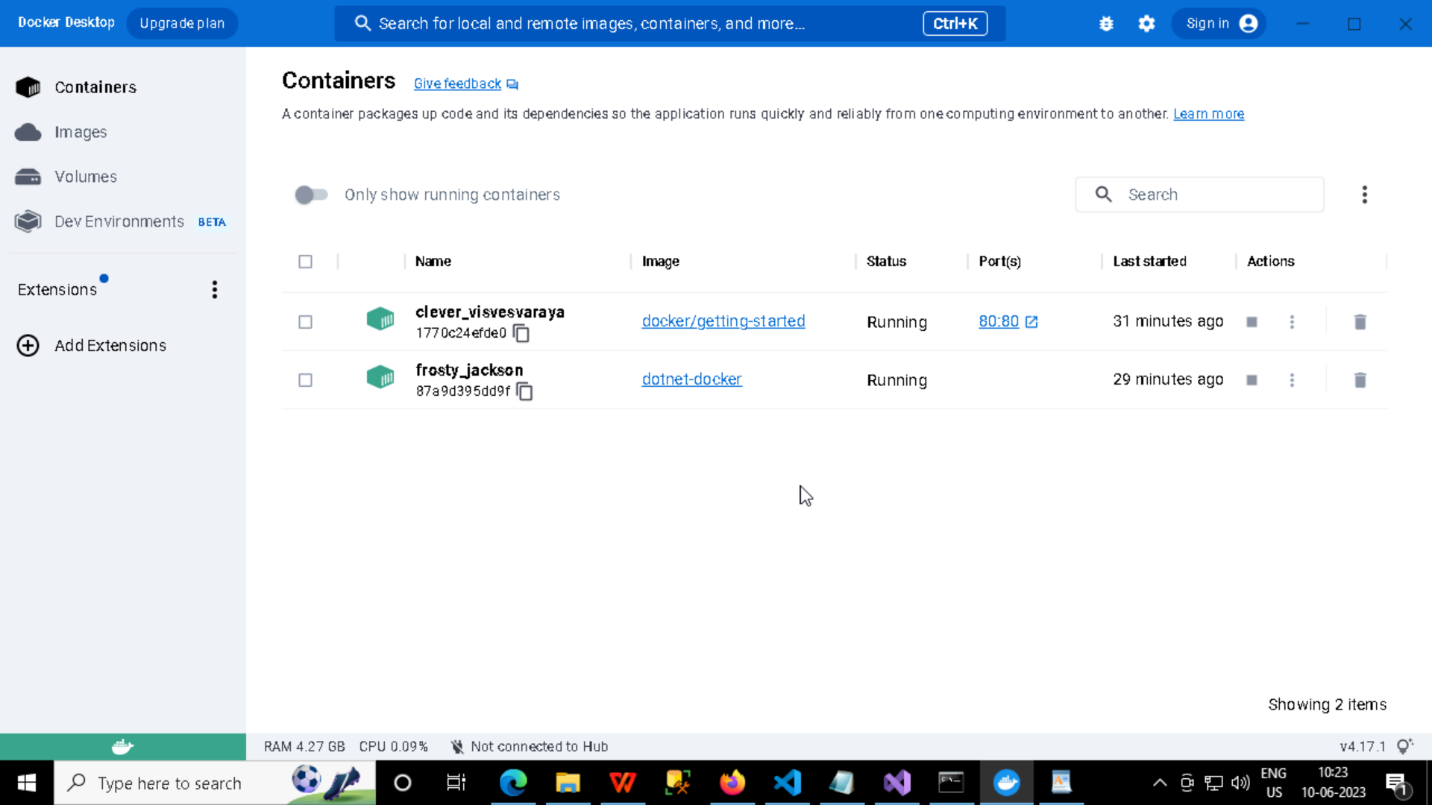 Docker Desktop Upgrade plan Search for local and remote images, containers, and more... Ctrl+K Sign in
Containers
Images
Volumes
Dev Environments BETA
Extensions
Add Extensions
Containers Give feedback
A container packages up code and its dependencies so the application runs quickly and reliably from one computing environment to another. Learn more
Only show running containers Search
Name Image Status Port(s) Last started Actions
clever_visvesvaraya
1770c24efde0
docker/getting-started Running 80:80 31 minutes ago
frosty_jackson
87a9d395dd9f
dotnet-docker Running 29 minutes ago
Showing 2 items
RAM 4.27 GB CPU 0.09% Not connected to Hub v4.17.1
Type here to search
ENG
US
10:23
10-06-2023
1